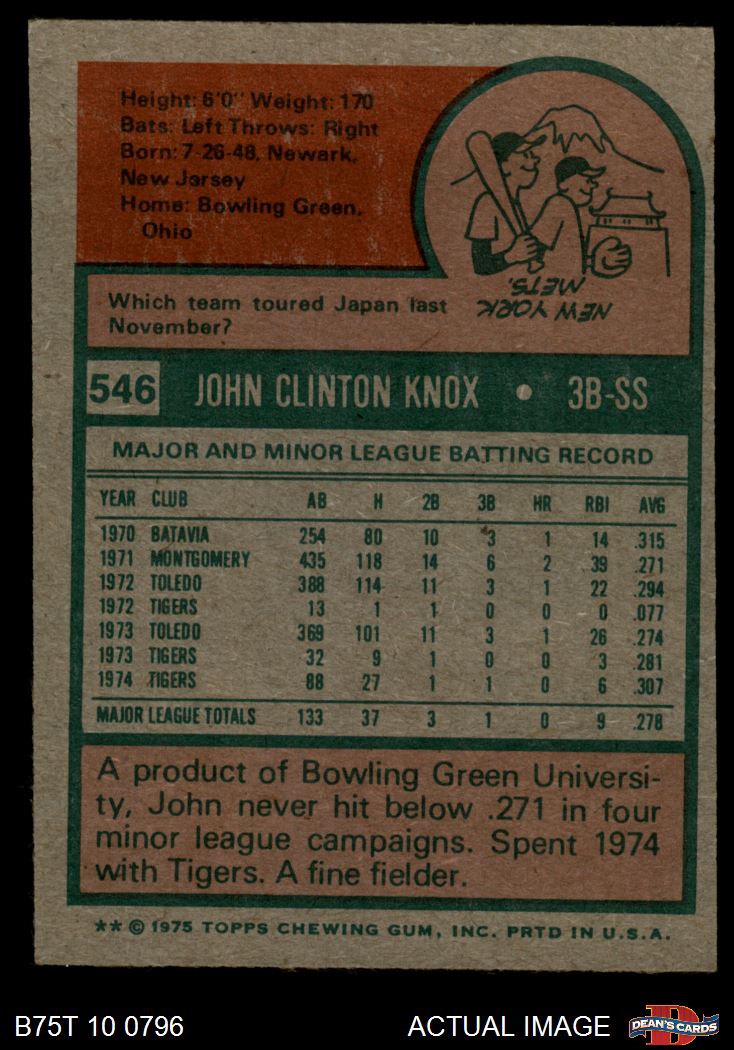 Height: 6'0" Weight: 170
Bats: Left Throws: Right
Born: 7-26-48, Newark,
New Jersey
Home: Bowling Green,
Ohio
Which team toured Japan last
November?
NEW YORK
METS.
546 JOHN CLINTON KNOX • 3B-SS
MAJOR AND MINOR LEAGUE BATTING RECORD
YEAR CLUB AB H 2B 3B HR RBI AVG
1970 BATAVIA 254 80 10 3 1 14 .315
1971 MONTGOMERY 435 118 14 6 2 39 .271
1972 TOLEDO 388 114 11 3 1 22 .294
1972 TIGERS 13 1 1 0 0 0 .077
1973 TOLEDO 369 101 11 3 1 26 .274
1973 TIGERS 32 9 1 0 0 3 .281
1974 TIGERS 88 27 1 1 0 6 .307
MAJOR LEAGUE TOTALS 133 37 3 1 0 9 .278
A product of Bowling Green Universi-
ty, John never hit below .271 in four
minor league campaigns. Spent 1974
with Tigers. A fine fielder.
** © 1975 TOPPS CHEWING GUM, INC. PRTD IN U.S.A.
B75T 10 0796 ACTUAL IMAGE DEAN'S CARDS